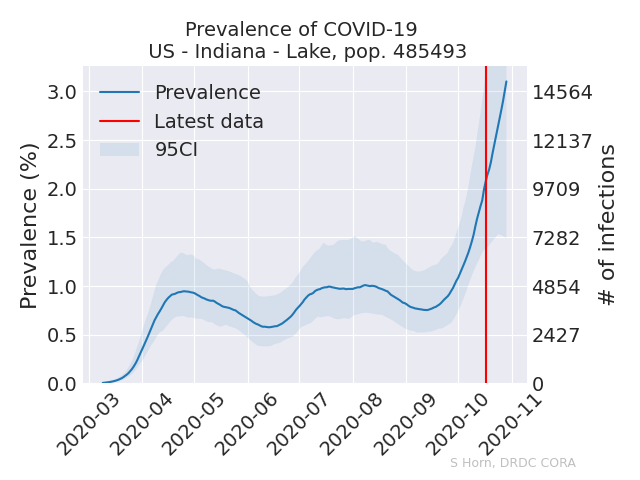 Prevalence of COVID-19
US - Indiana - Lake, pop. 485493
Prevalence
Latest data
95CI
Prevalence (%)
3.0
2.5
2.0
1.5
1.0
0.5
0.0
14564
12137
9709
7282
4854
2427
0
# of infections
2020-03
2020-04
2020-05
2020-06
2020-07
2020-08
2020-09
2020-10
2020-11
S Horn, DRDC CORA